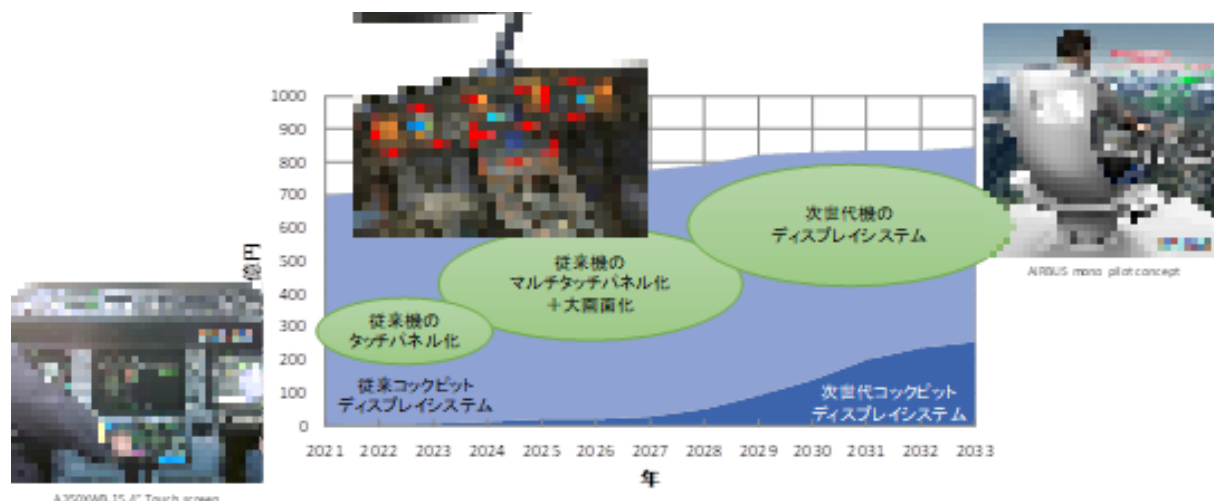 1000
900
800
700
600
500
400
300
200
100
0
億円
2021 2022 2023 2024 2025 2026 2027 2028 2029 2030 2031 2032 2033
年
従来機の
タッチパネル化
従来機の
マルチタッチパネル化
＋大画面化
次世代機の
ディスプレイシステム
従来コックピット
ディスプレイシステム
次世代コックピット
ディスプレイシステム
AIRBUS mono pilot concept
A350XWB 15.4" Touch screen